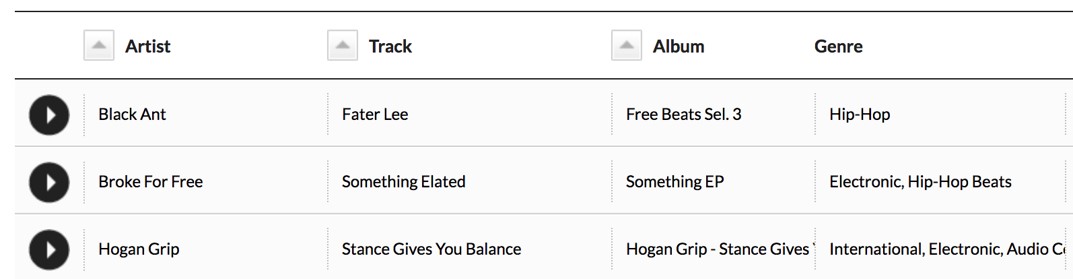 Artist Track Album Genre
Black Ant Fater Lee Free Beats Sel. 3 Hip-Hop
Broke For Free Something Elated Something EP Electronic, Hip-Hop Beats
Hogan Grip Stance Gives You Balance Hogan Grip - Stance Gives International, Electronic, Audio